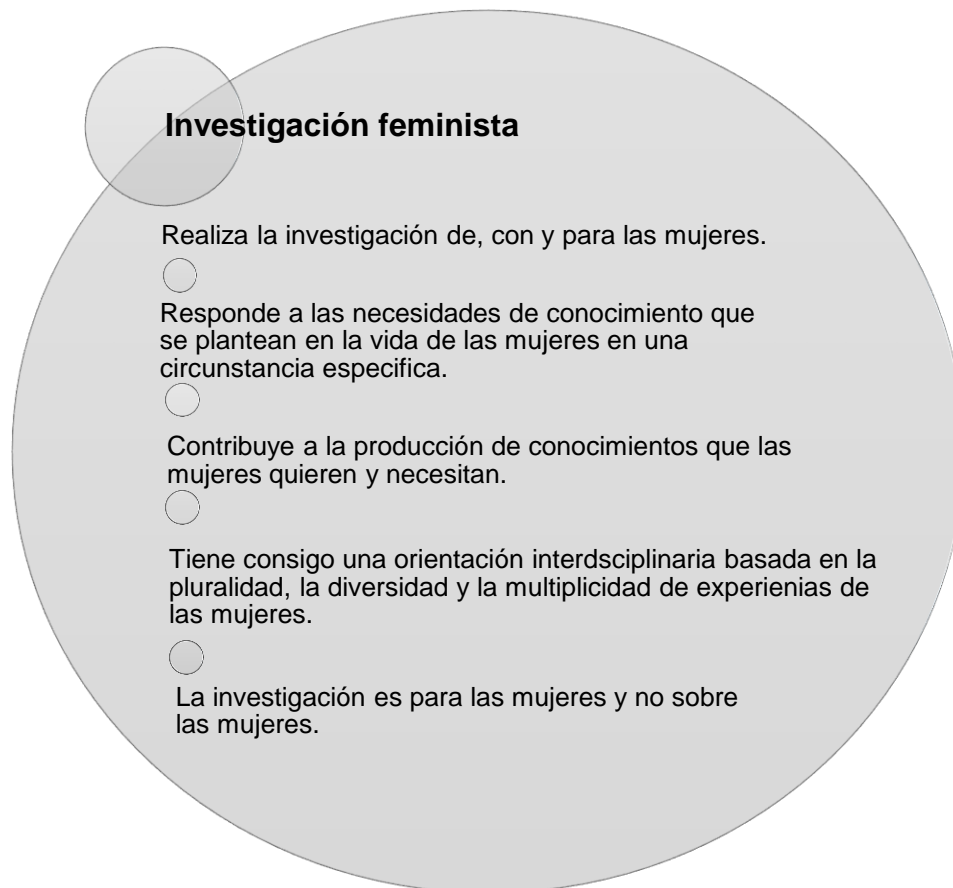 Investigación feminista
Realiza la investigación de, con y para las mujeres.
Responde a las necesidades de conocimiento que
se plantean en la vida de las mujeres en una
circunstancia especifica.
Contribuye a la producción de conocimientos que las
mujeres quieren y necesitan.
Tiene consigo una orientación interdsciplinaria basada en la
pluralidad, la diversidad y la multiplicidad de experienias de
las mujeres.
La investigación es para las mujeres y no sobre
las mujeres.